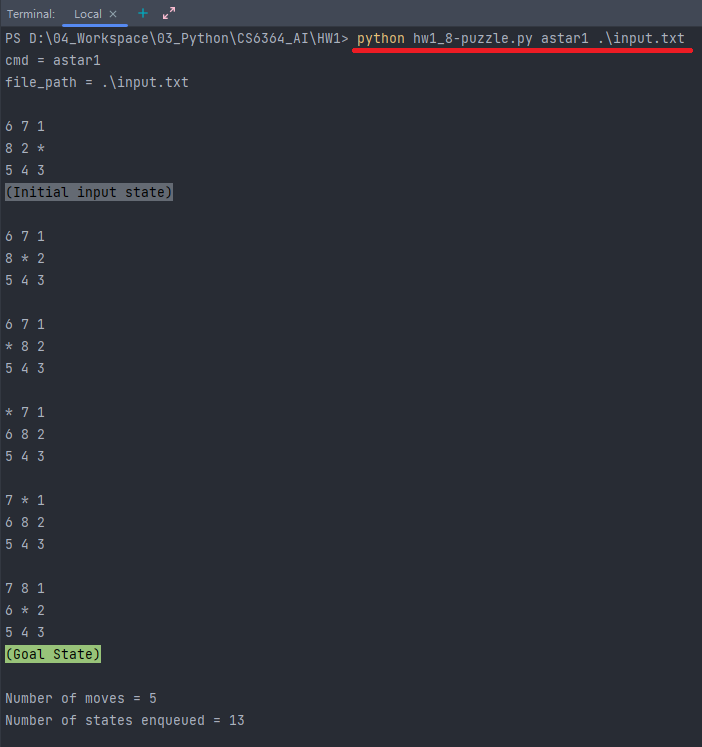 Terminal: Local × +
PS D:\04_Workspace\03_Python\CS6364_AI\HW1> python hw1_8-puzzle.py astar1 .\input.txt
cmd = astar1
file_path = .\input.txt
6 7 1
8 2 *
5 4 3
(Initial input state)
6 7 1
8 * 2
5 4 3
6 7 1
* 8 2
5 4 3
* 7 1
6 8 2
5 4 3
7 * 1
6 8 2
5 4 3
7 8 1
6 * 2
5 4 3
(Goal State)
Number of moves = 5
Number of states enqueued = 13